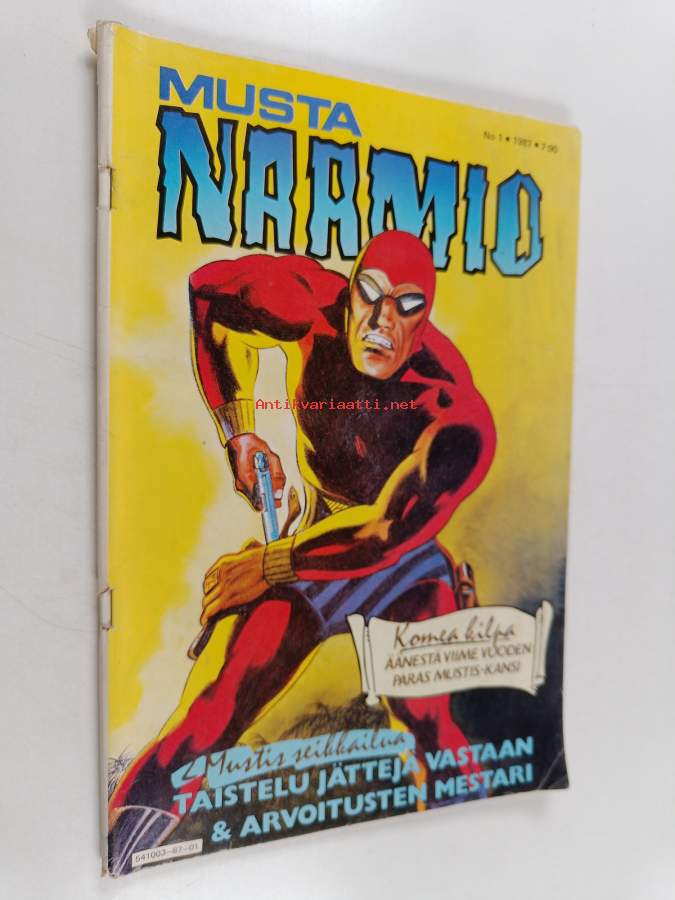 MUSTA
NAAMIO
No 1 • 1987 • 7:90
Antikvariaatti.net
Komea kilpa
ÄÄNESTÄ VIIME VUODEN
PARAS MUSTIS-KANSI
2 Mustis seikkailua
TAISTELU JÄTTEJÄ VASTAAN
& ARVOITUSTEN MESTARI
541003-87-01